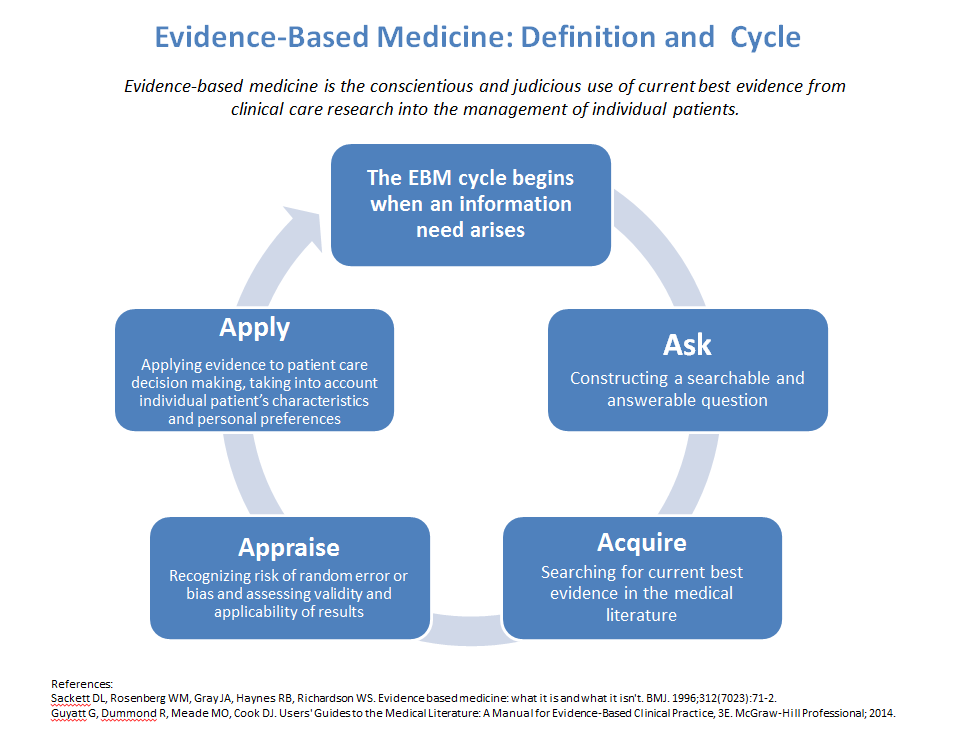 Evidence-Based Medicine: Definition and Cycle
Evidence-based medicine is the conscientious and judicious use of current best evidence from
clinical care research into the management of individual patients.
The EBM cycle begins
when an information
need arises
Ask
Constructing a searchable and
answerable question
Acquire
Searching for current best
evidence in the medical
literature
Appraise
Recognizing risk of random error or
bias and assessing validity and
applicability of results
Apply
Applying evidence to patient care
decision making, taking into account
individual patient's characteristics
and personal preferences
References:
Sackett DL, Rosenberg WM, Gray JA, Haynes RB, Richardson WS. Evidence based medicine: what it is and what it isn't. BMJ. 1996;312(7023):71-2.
Guyatt G, Dummond R, Meade MO, Cook DJ. Users' Guides to the Medical Literature: A Manual for Evidence-Based Clinical Practice, 3E. McGraw-Hill Professional; 2014.